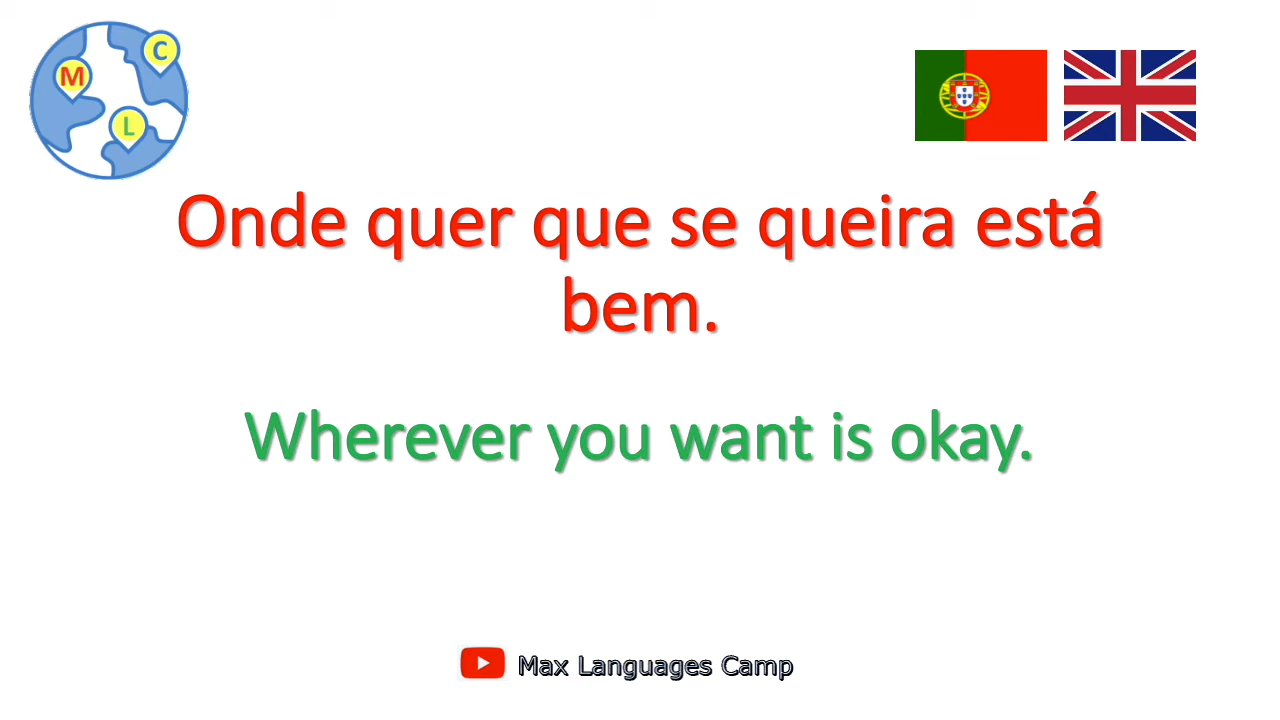 M
C
L
Onde quer que se queira está
bem.
Wherever you want is okay.
Max Languages Camp